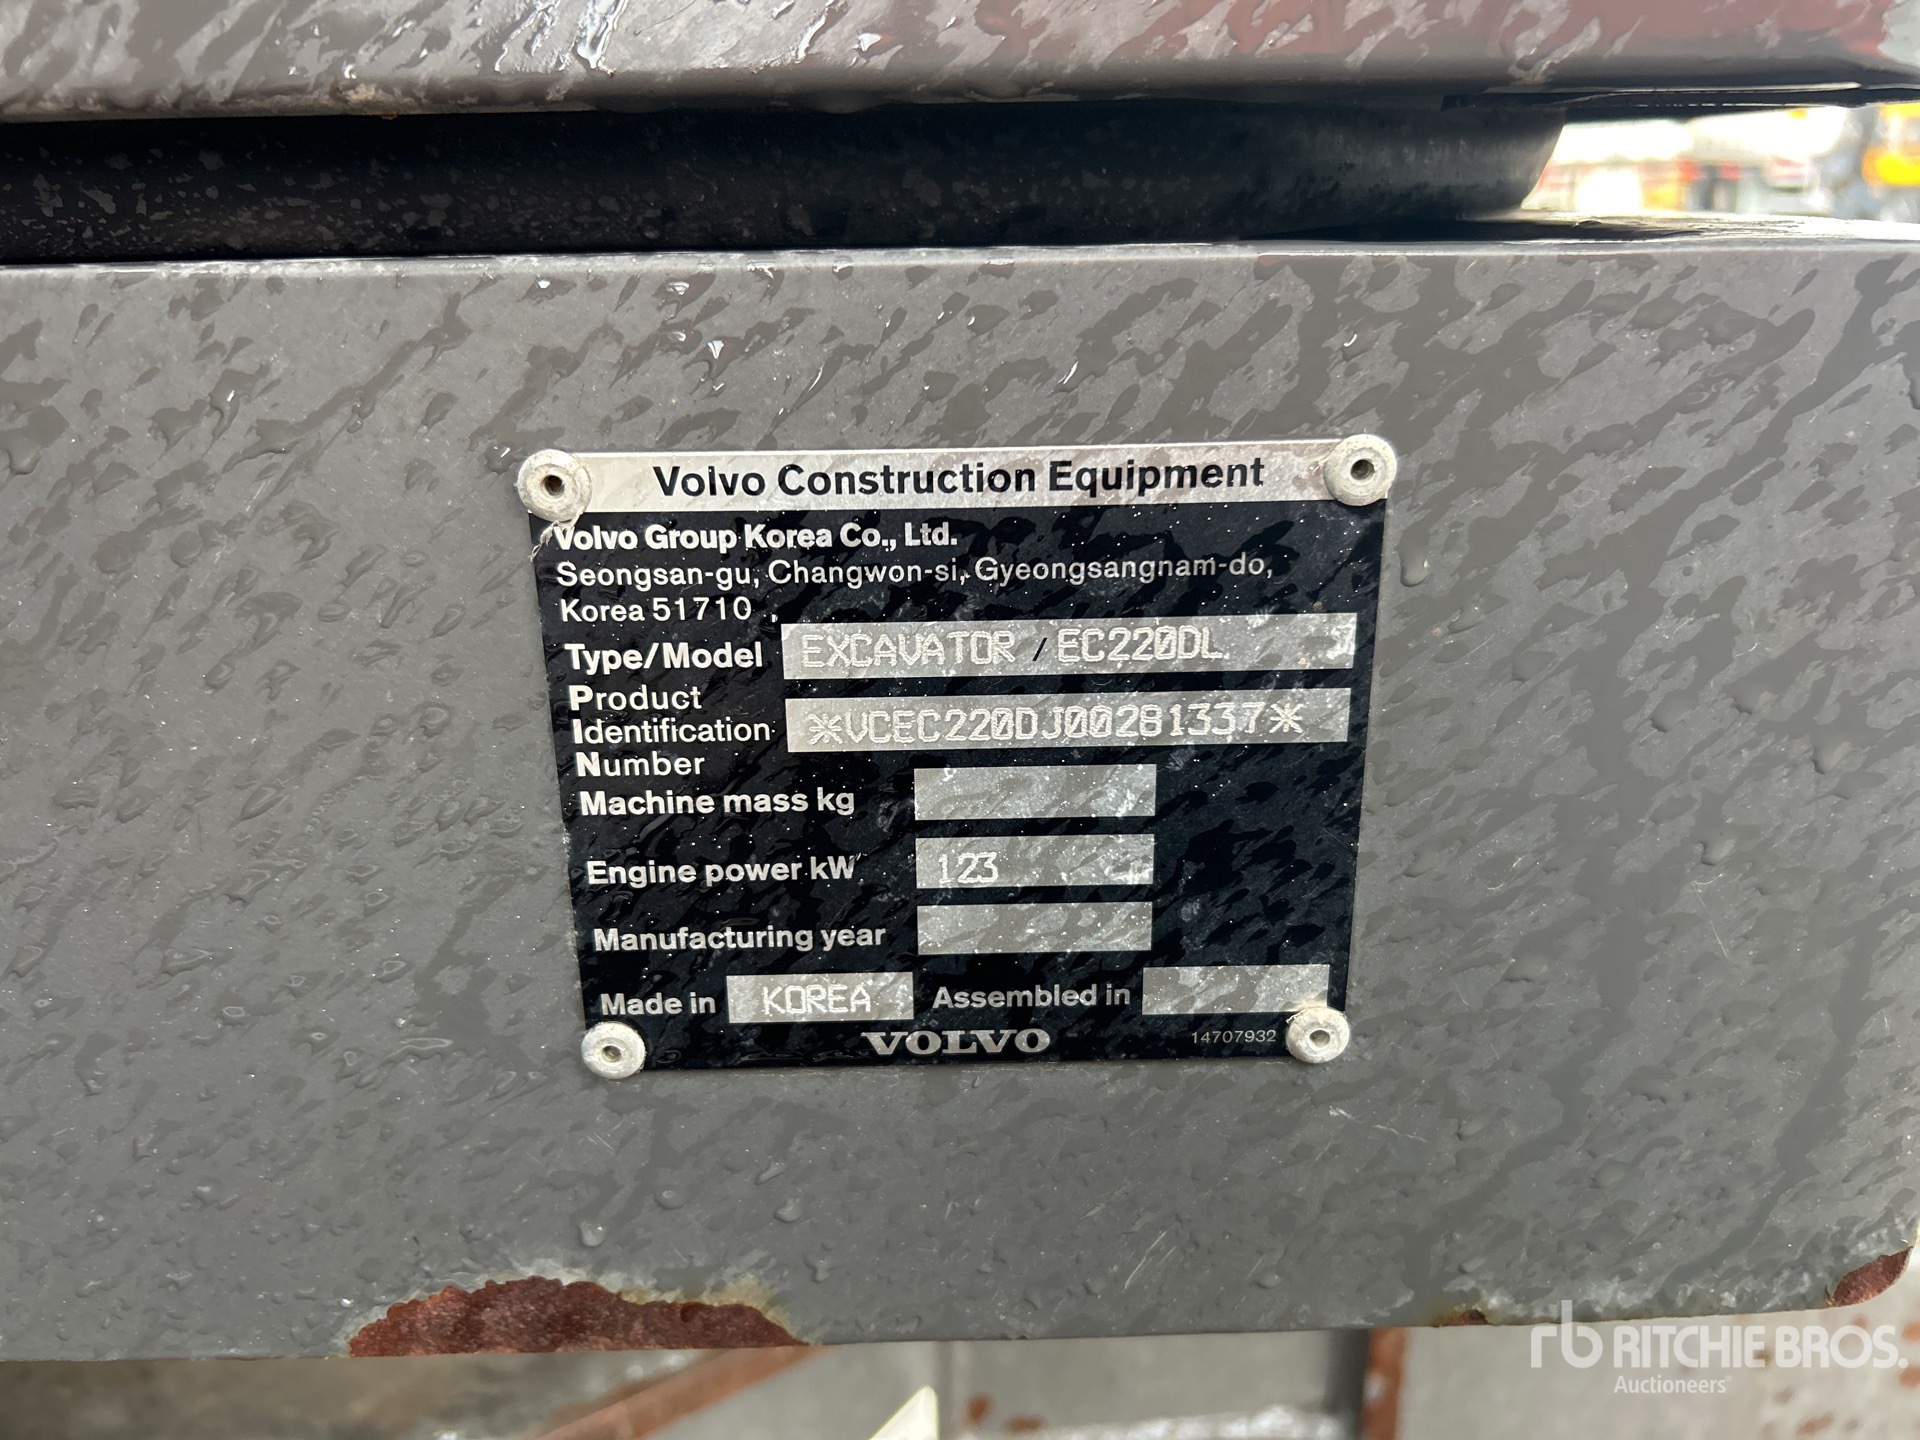 Volvo Construction Equipment
Volvo Group Korea Co., Ltd.
Seongsan-gu, Changwon-si, Gyeongsangnam-do,
Korea 51710
Type/Model EXCAVATOR / EC220DL
Product
Identification *VCEC220DJ00281337*
Number
Machine mass kg
Engine power kW 123
Manufacturing year
Made in KOREA Assembled in
VOLVO 14707932
rb RITCHIE BROS.
Auctioneers